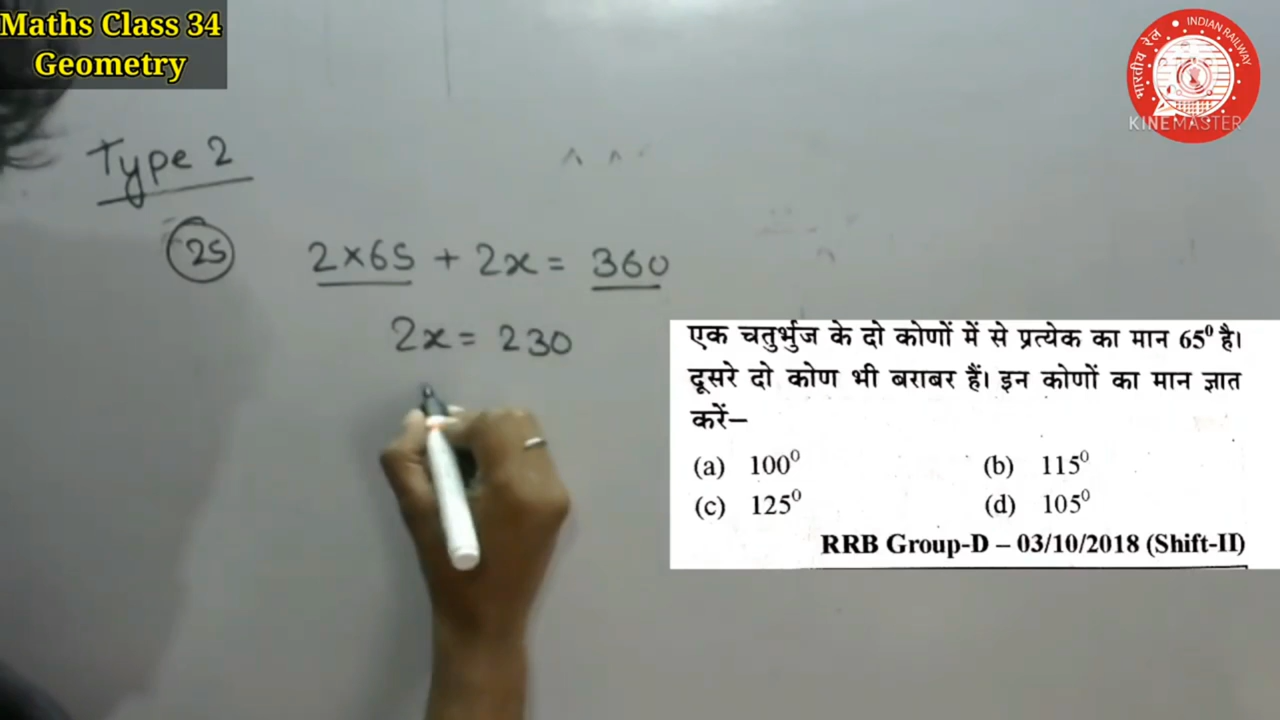 Maths Class 34
Geometry
भारतीय रेल
INDIAN RAILWAY
KINEMASTER
Type 2
25 2×65 + 2x = 360
2x = 230
एक चतुर्भुज के दो कोणों में से प्रत्येक का मान 65⁰ है।
दूसरे दो कोण भी बराबर हैं। इन कोणों का मान ज्ञात
करें–
(a) 100⁰ (b) 115⁰
(c) 125⁰ (d) 105⁰
RRB Group-D – 03/10/2018 (Shift-II)